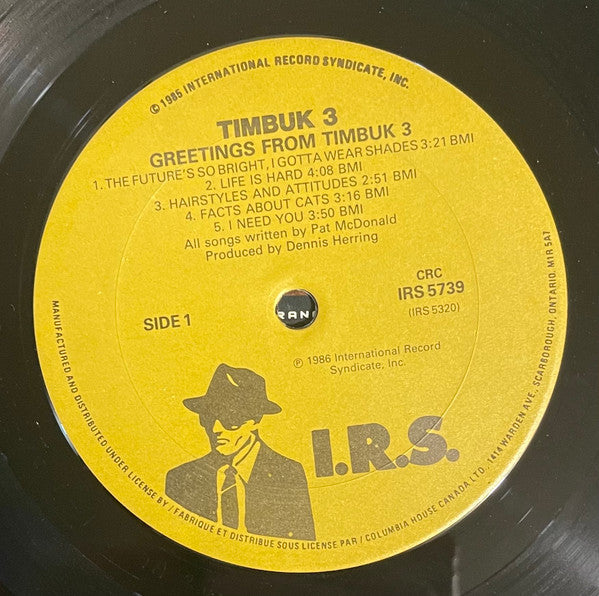 © 1985 INTERNATIONAL RECORD SYNDICATE, INC.
TIMBUK 3
GREETINGS FROM TIMBUK 3
1. THE FUTURE'S SO BRIGHT, I GOTTA WEAR SHADES 3:21 BMI
2. LIFE IS HARD 4:08 BMI
3. HAIRSTYLES AND ATTITUDES 2:51 BMI
4. FACTS ABOUT CATS 3:16 BMI
5. I NEED YOU 3:50 BMI
All songs written by Pat McDonald
Produced by Dennis Herring
SIDE 1
CRC
IRS 5739
(IRS 5320)
RAN
℗ 1986 International Record
Syndicate, Inc.
I.R.S.
MANUFACTURED AND DISTRIBUTED UNDER LICENSE BY / FABRIQUE ET DISTRIBUE SOUS LICENSE PAR / COLUMBIA HOUSE CANADA LTD. 1414 WARDEN AVE., SCARBOROUGH, ONTARIO. M1R 5A7